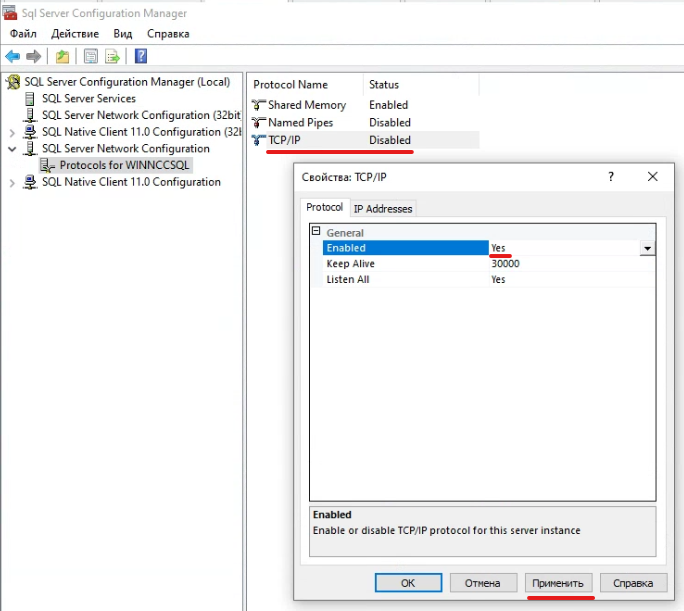 Sql Server Configuration Manager
Файл Действие Вид Справка
SQL Server Configuration Manager (Local)
SQL Server Services
SQL Server Network Configuration (32bit
SQL Native Client 11.0 Configuration (32b
SQL Server Network Configuration
Protocols for WINNCCSQL
SQL Native Client 11.0 Configuration
Protocol Name Status
Shared Memory Enabled
Named Pipes Disabled
TCP/IP Disabled
Свойства: TCP/IP
Protocol IP Addresses
General
Enabled Yes
Keep Alive 30000
Listen All Yes
Enabled
Enable or disable TCP/IP protocol for this server instance
OK Отмена Применить Справка